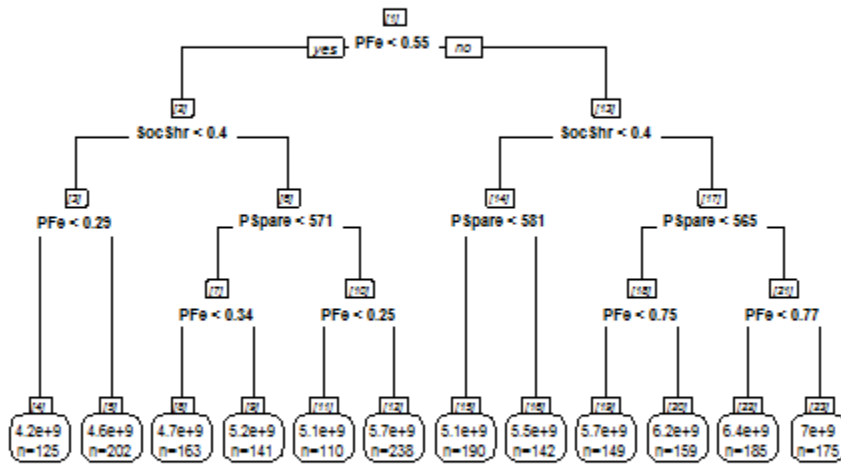 [1]
yes PFe < 0.55 no
[2] [13]
SocShr < 0.4 SocShr < 0.4
[3] [6] [14] [17]
PFe < 0.29 PSpare < 571 PSpare < 581 PSpare < 565
[7] [10] [18] [21]
PFe < 0.34 PFe < 0.25 PFe < 0.75 PFe < 0.77
[4] [5] [8] [9] [11] [12] [15] [16] [19] [20] [22] [23]
4.2e+9 4.6e+9 4.7e+9 5.2e+9 5.1e+9 5.7e+9 5.1e+9 5.5e+9 5.7e+9 6.2e+9 6.4e+9 7e+9
n=125 n=202 n=163 n=141 n=110 n=238 n=190 n=142 n=149 n=159 n=185 n=175